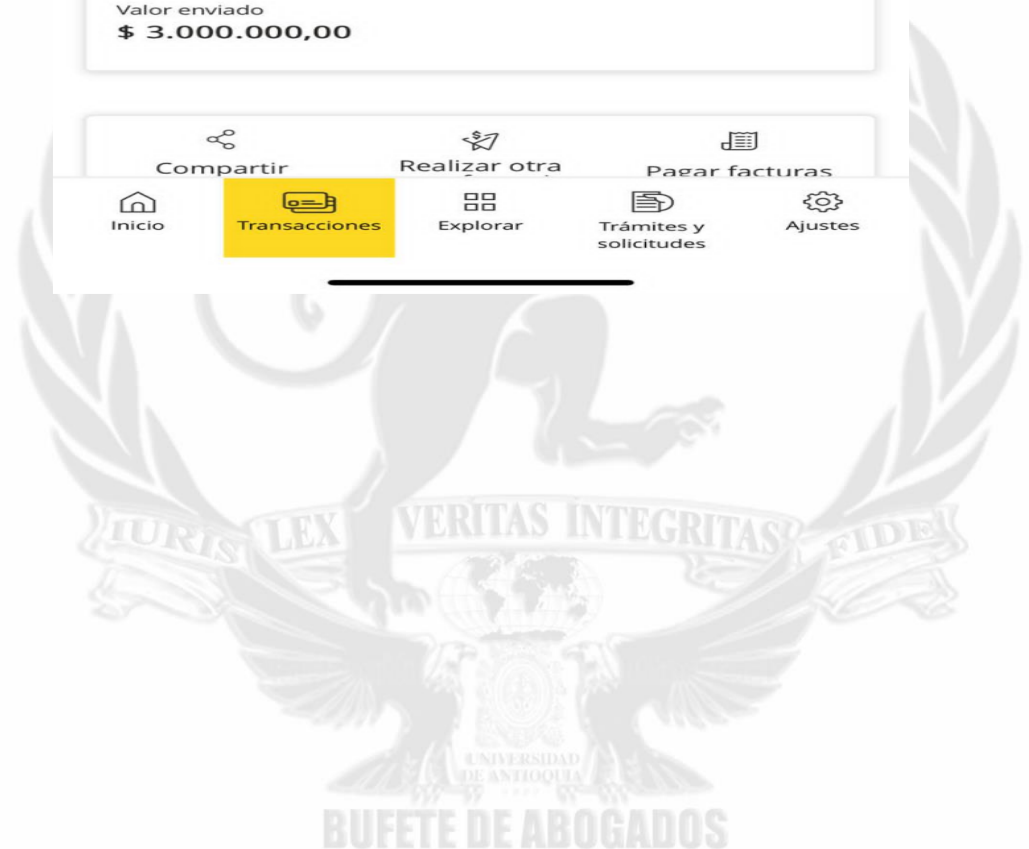 Valor enviado
$ 3.000.000,00
Compartir
Realizar otra
Pagar facturas
Inicio
Transacciones
Explorar
Trámites y
solicitudes
Ajustes
IURIS LEX VERITAS INTEGRITAS FIDE
UNIVERSIDAD
DE ANTIOQUIA
BUFETE DE ABOGADOS